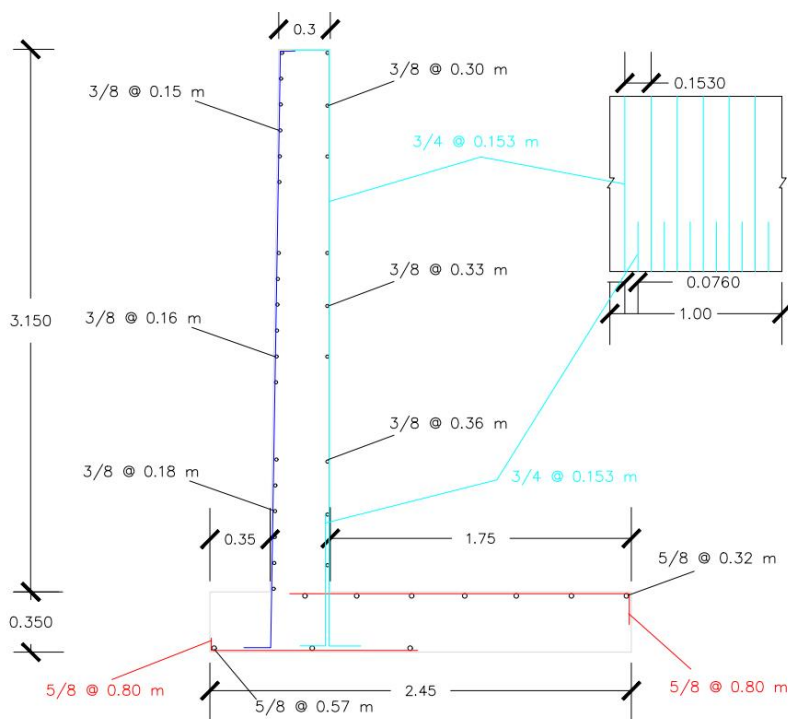 0.3
3/8 @ 0.15 m
3/8 @ 0.30 m
0.1530
3/4 @ 0.153 m
3/8 @ 0.33 m
0.0760
3.150
3/8 @ 0.16 m
1.00
3/8 @ 0.36 m
3/8 @ 0.18 m
3/4 @ 0.153 m
0.35
1.75
5/8 @ 0.32 m
0.350
5/8 @ 0.80 m
5/8 @ 0.57 m
2.45
5/8 @ 0.80 m